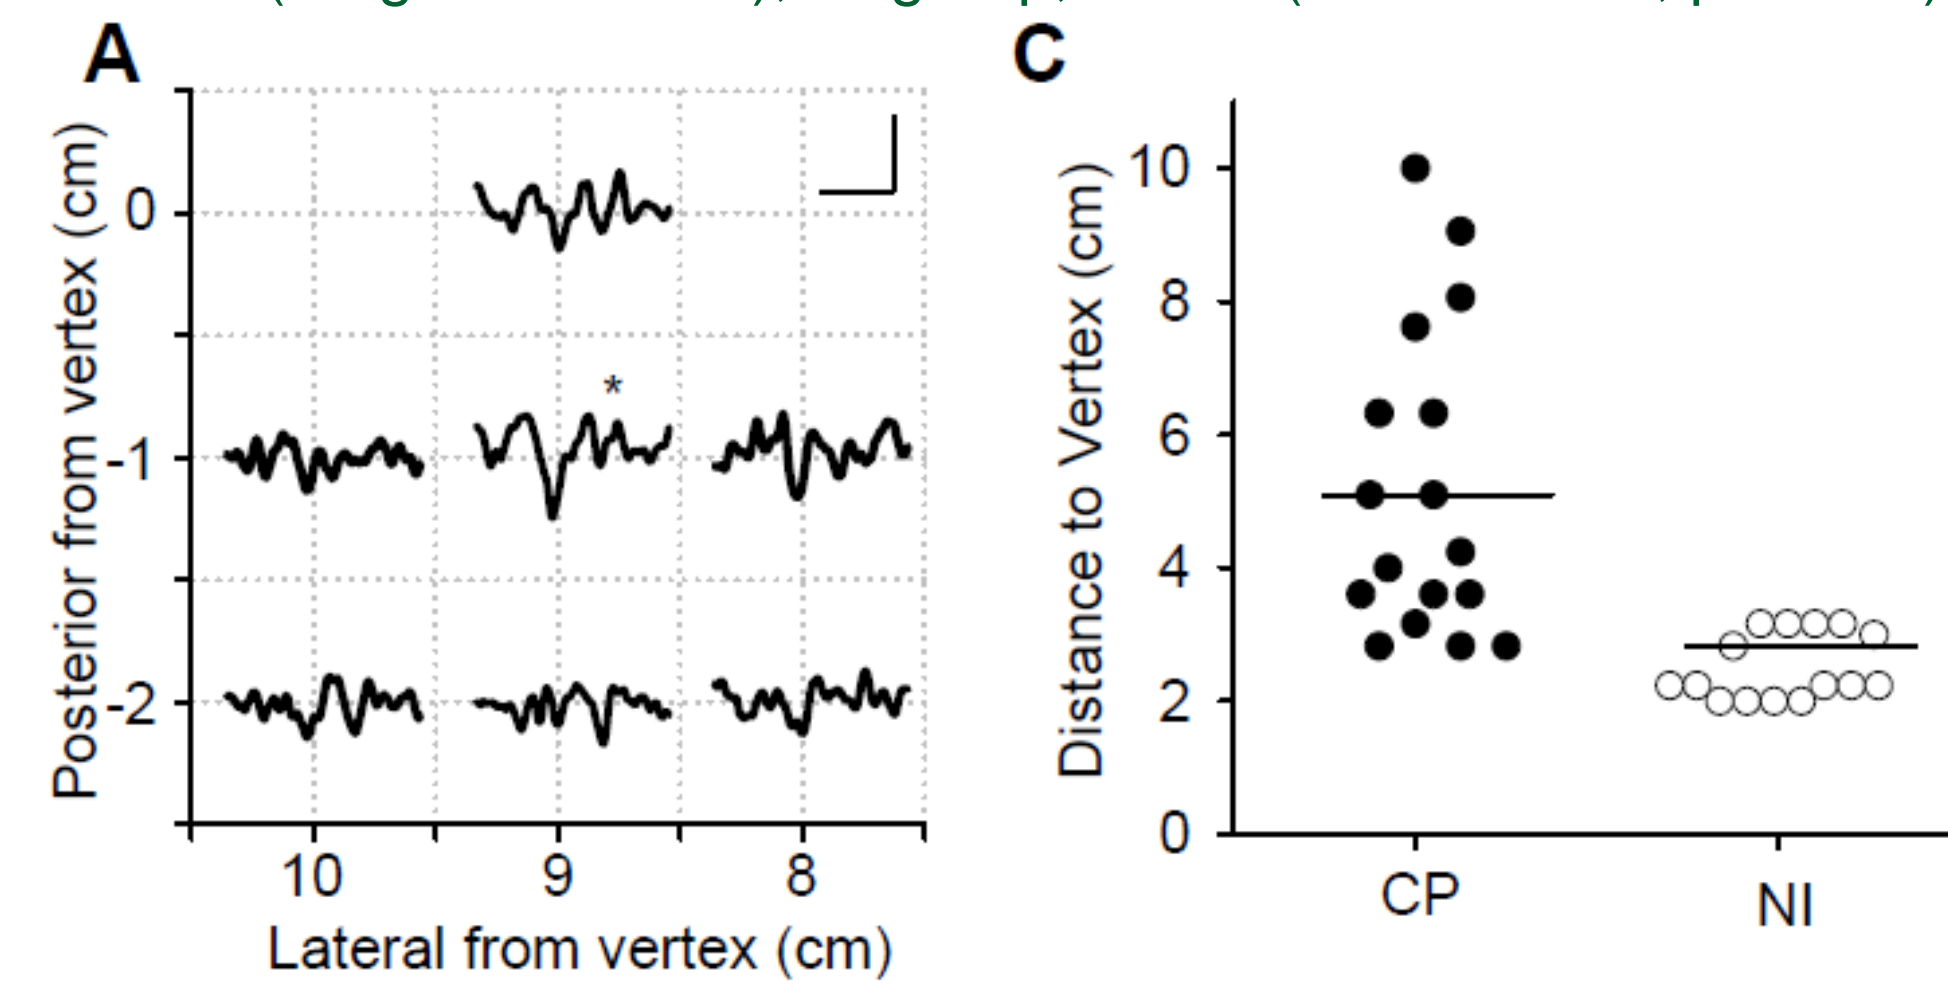 A
Posterior from vertex (cm)
0
-1
-2
*
10 9 8
Lateral from vertex (cm)
C
Distance to Vertex (cm)
10
8
6
4
2
0
CP NI